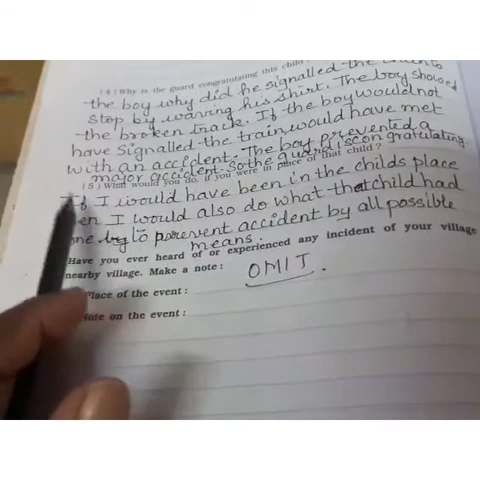 (4) Why is the guard congratulating this child
the boy why did he signalled the train to
stop by waving his shirt. The boy showed
the broken track. If the boy would not
have signalled the train would have met
with an accident. The boy prevented a
major accident. So the guard is congratulating.
(5) What would you do, if you were in place of that child ?
If I would have been in the childs place
I would also do what that child had
to prevent accident by all possible
means.
Have you ever heard of or experienced any incident of your village
nearby village. Make a note :
OMIT.
Place of the event :
Note on the event :